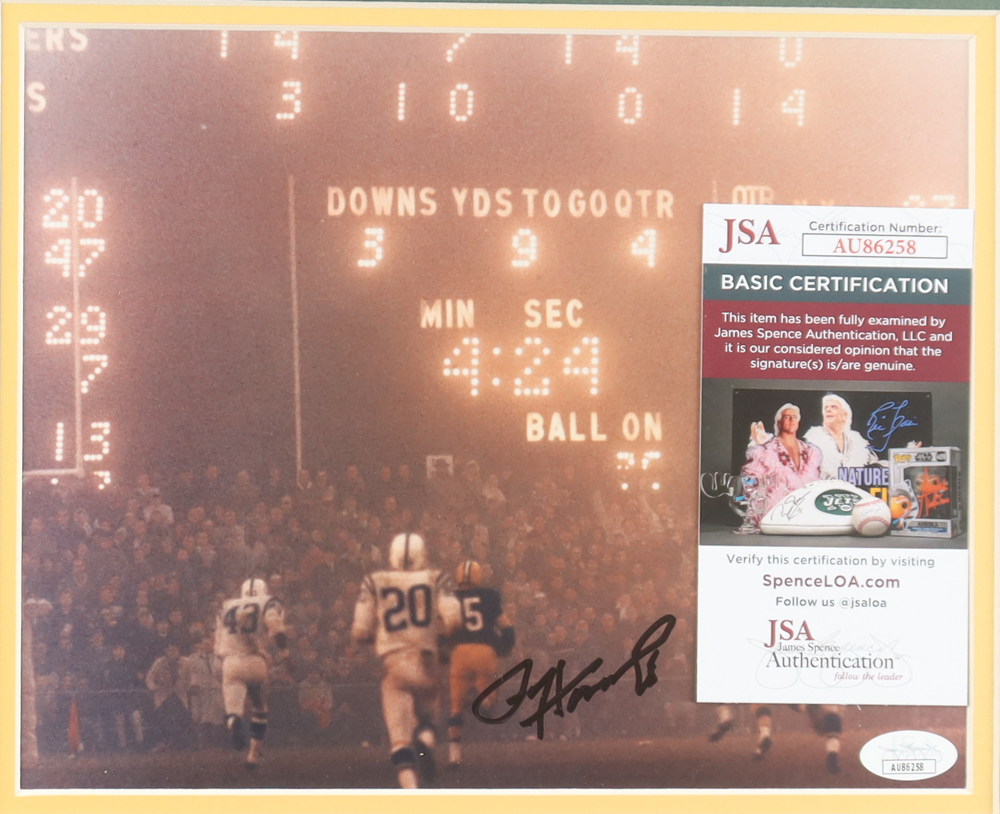 ERS 14 7 14 0
S 3 10 0 14
DOWNS YDS TO GO QTR
3 9 4
20
47
29
7
13
MIN SEC
4:24
BALL ON
43
20
5
JSA
Certification Number:
AU86258
BASIC CERTIFICATION
This item has been fully examined by
James Spence Authentication, LLC and
it is our considered opinion that the
signature(s) is/are genuine.
NATURE
JETS
STAR WARS
Verify this certification by visiting
SpenceLOA.com
Follow us @jsaloa
JSA
James Spence
Authentication
follow the leader
AU86258